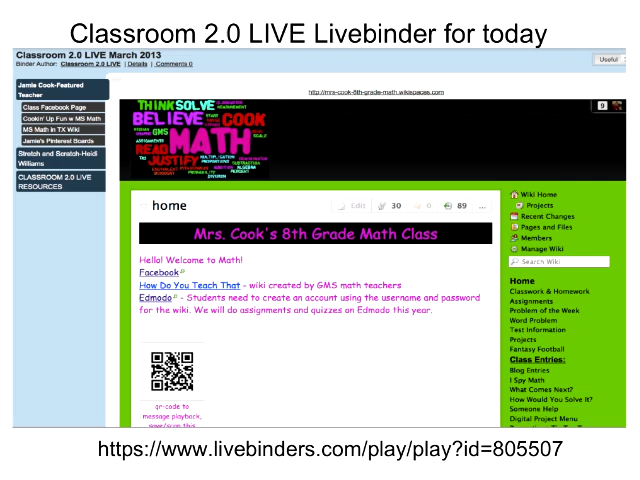 Classroom 2.0 LIVE Livebinder for today
Classroom 2.0 LIVE March 2013
Binder Author: Classroom 2.0 LIVE | Details | Comments 0
Useful
Jamie Cook-Featured
Teacher
Class Facebook Page
Cookin' Up Fun w MS Math
MS Math in TX Wiki
Jamie's Pinterest Boards
Stretch and Scratch-Heidi
Williams
CLASSROOM 2.0 LIVE
RESOURCES
http://mrs-cook-8th-grade-math.wikispaces.com
THINK SOLVE
BELIEVE START COOK
GMS
READ MATH
JUSTIFY
9
home
Edit 30 0 89 ...
Mrs. Cook's 8th Grade Math Class
Hello! Welcome to Math!
Facebook
How Do You Teach That - wiki created by GMS math teachers
Edmodo - Students need to create an account using the username and password
for the wiki. We will do assignments and quizzes on Edmodo this year.
qr-code to
message playback,
save/scan this
Wiki Home
Projects
Recent Changes
Pages and Files
Members
Manage Wiki
Search Wiki
Home
Classwork & Homework
Assignments
Problem of the Week
Word Problem
Test Information
Projects
Fantasy Football
Class Entries:
Blog Entries
I Spy Math
What Comes Next?
How Would You Solve It?
Someone Help
Digital Project Menu
https://www.livebinders.com/play/play?id=805507